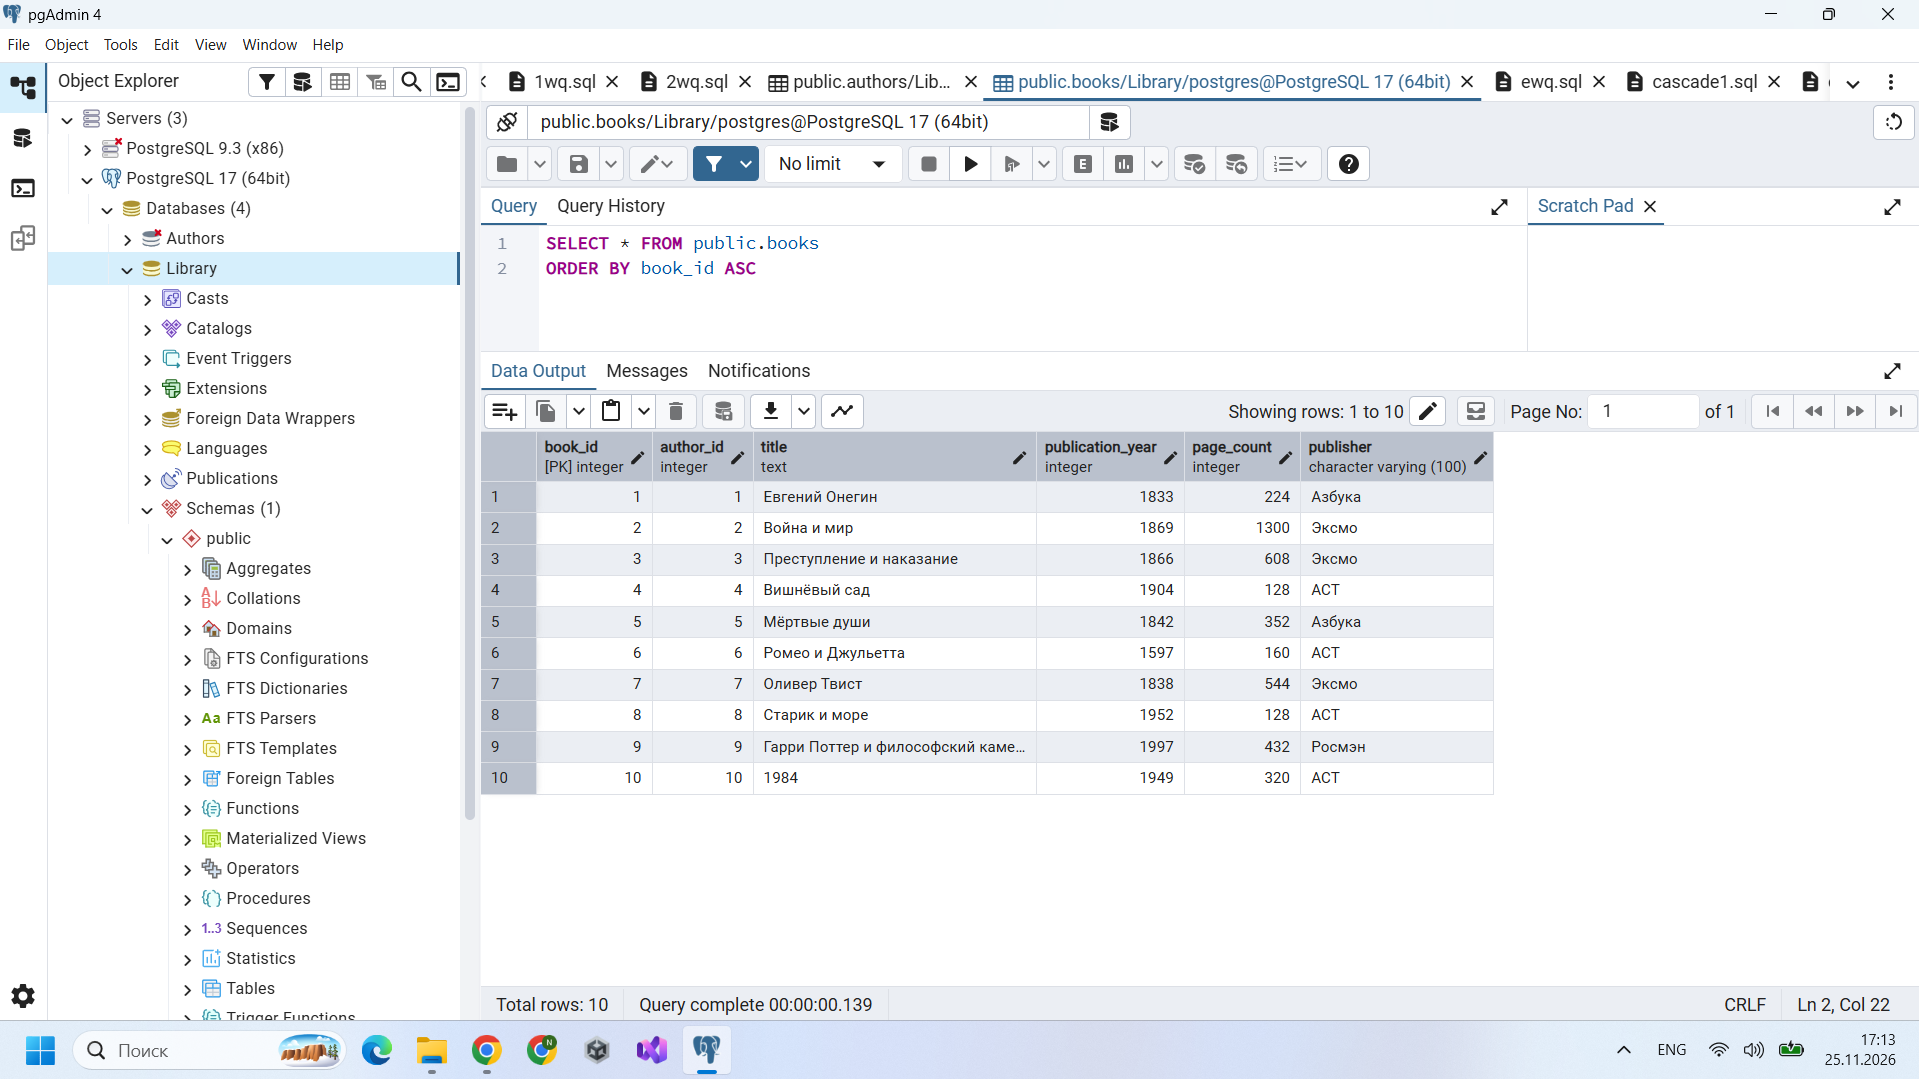 pgAdmin 4
File Object Tools Edit View Window Help
Object Explorer
1wq.sql
2wq.sql
public.authors/Lib...
public.books/Library/postgres@PostgreSQL 17 (64bit)
ewq.sql
cascade1.sql
Servers (3)
PostgreSQL 9.3 (x86)
PostgreSQL 17 (64bit)
Databases (4)
Authors
Library
Casts
Catalogs
Event Triggers
Extensions
Foreign Data Wrappers
Languages
Publications
Schemas (1)
public
Aggregates
Collations
Domains
FTS Configurations
FTS Dictionaries
FTS Parsers
FTS Templates
Foreign Tables
Functions
Materialized Views
Operators
Procedures
1..3 Sequences
Statistics
Tables
Trigger Functions
public.books/Library/postgres@PostgreSQL 17 (64bit)
No limit
Query Query History
Scratch Pad
1 SELECT * FROM public.books
2 ORDER BY book_id ASC
Data Output Messages Notifications
Showing rows: 1 to 10
Page No: 1 of 1
book_id author_id title publication_year page_count publisher
[PK] integer integer text integer integer character varying (100)
1 1 1 Евгений Онегин 1833 224 Азбука
2 2 2 Война и мир 1869 1300 Эксмо
3 3 3 Преступление и наказание 1866 608 Эксмо
4 4 4 Вишнёвый сад 1904 128 АСТ
5 5 5 Мёртвые души 1842 352 Азбука
6 6 6 Ромео и Джульетта 1597 160 АСТ
7 7 7 Оливер Твист 1838 544 Эксмо
8 8 8 Старик и море 1952 128 АСТ
9 9 9 Гарри Поттер и философский каме... 1997 432 Росмэн
10 10 10 1984 1949 320 АСТ
Total rows: 10 Query complete 00:00:00.139 CRLF Ln 2, Col 22
Поиск
ENG
17:13
25.11.2026